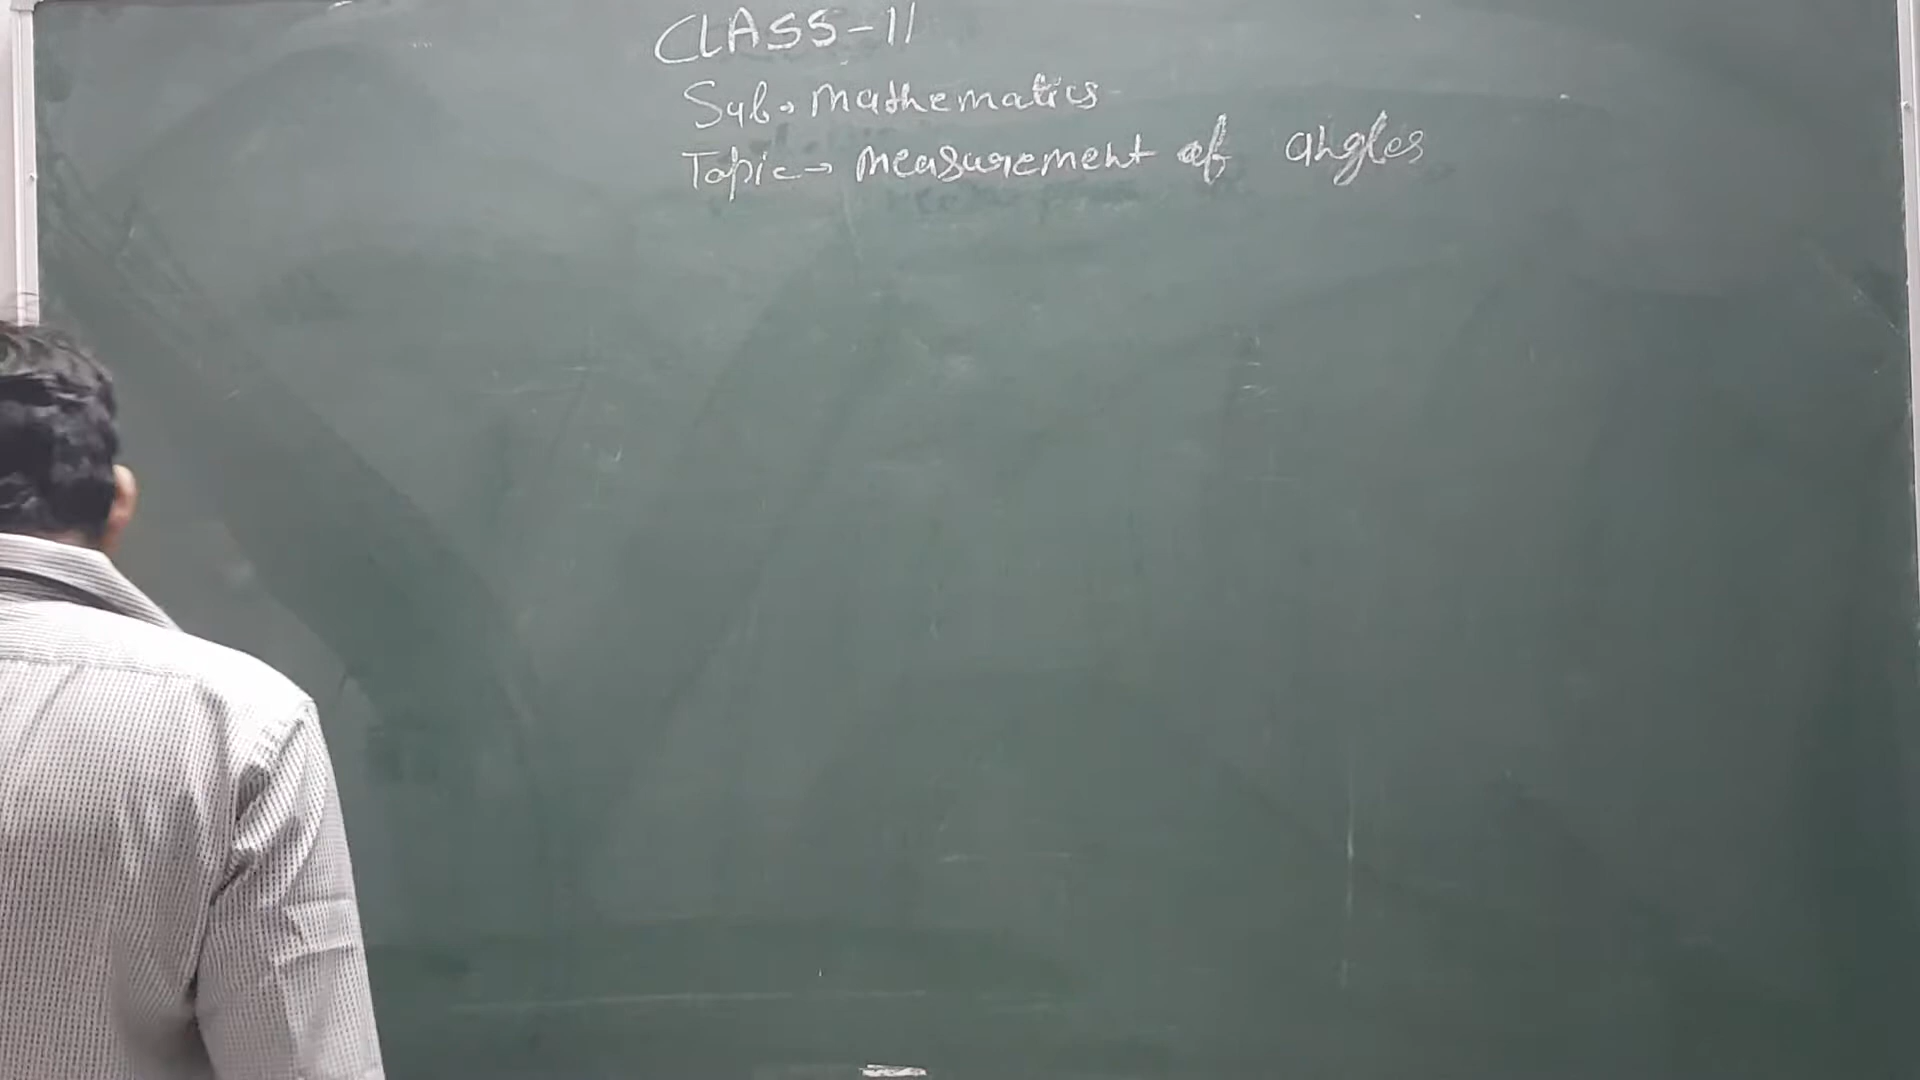 CLASS-11
Sub. Mathematics
Topic → measurement of angles